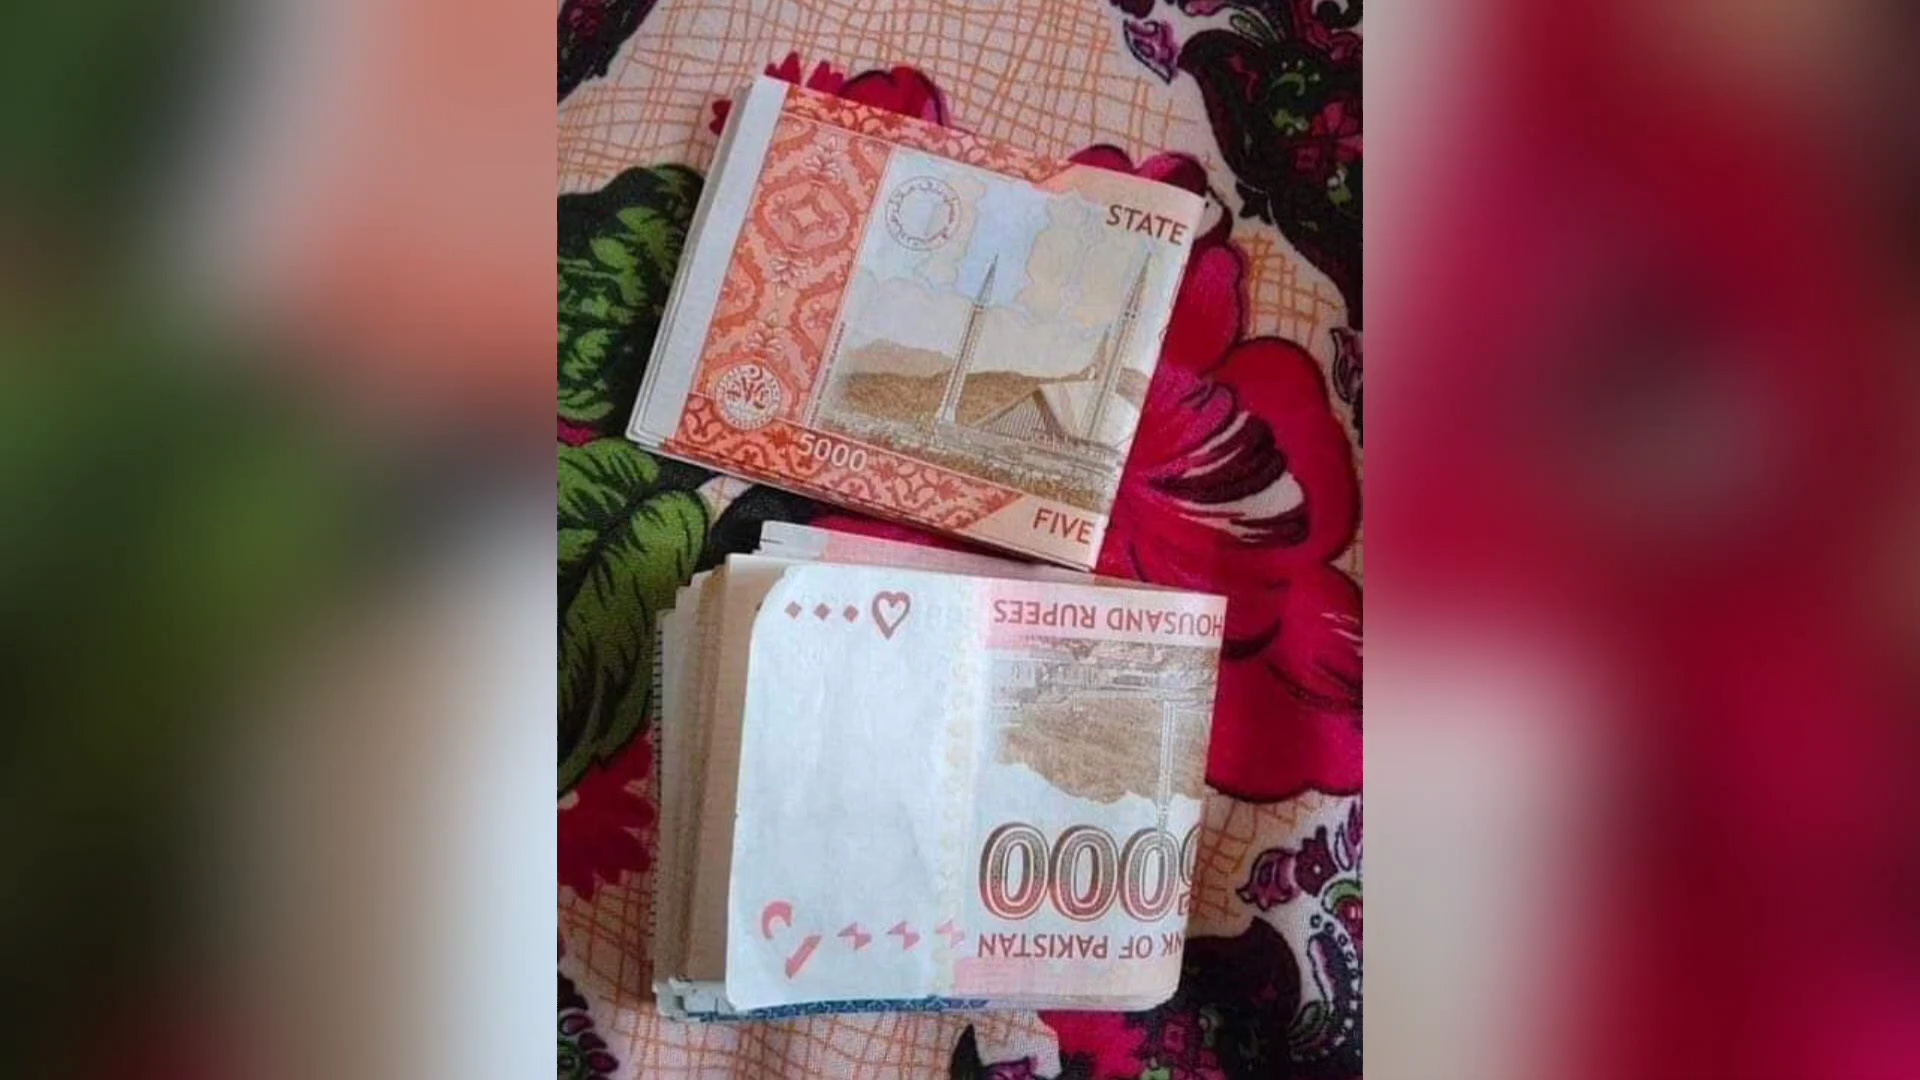 STATE
5000
FIVE
HOUSAND RUPEES
5000
NK OF PAKISTAN